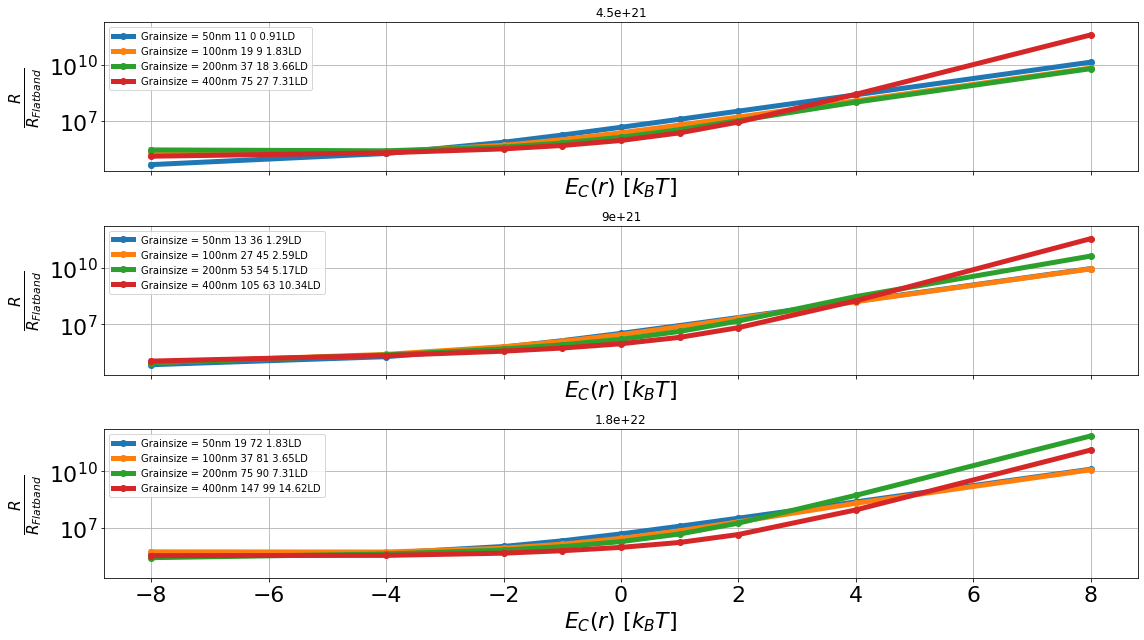 4.5e+21
Grainsize = 50nm 11 0 0.91LD
Grainsize = 100nm 19 9 1.83LD
Grainsize = 200nm 37 18 3.66LD
Grainsize = 400nm 75 27 7.31LD
10^10
10^7
R
R_Flatband
E_C(r) [k_BT]
9e+21
Grainsize = 50nm 13 36 1.29LD
Grainsize = 100nm 27 45 2.59LD
Grainsize = 200nm 53 54 5.17LD
Grainsize = 400nm 105 63 10.34LD
10^10
10^7
R
R_Flatband
E_C(r) [k_BT]
1.8e+22
Grainsize = 50nm 19 72 1.83LD
Grainsize = 100nm 37 81 3.65LD
Grainsize = 200nm 75 90 7.31LD
Grainsize = 400nm 147 99 14.62LD
10^10
10^7
R
R_Flatband
−8 −6 −4 −2 0 2 4 6 8
E_C(r) [k_BT]